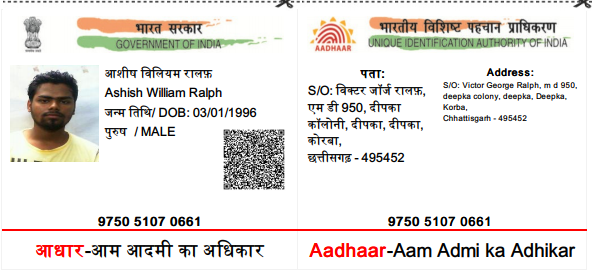 भारत सरकार
GOVERNMENT OF INDIA
आशीष विलियम राल्फ़
Ashish William Ralph
जन्म तिथि/ DOB: 03/01/1996
पुरुष / MALE
9750 5107 0661
आधार-आम आदमी का अधिकार
AADHAAR
भारतीय विशिष्ट पहचान प्राधिकरण
UNIQUE IDENTIFICATION AUTHORITY OF INDIA
पता:
S/O: विक्टर जॉर्ज राल्फ़,
एम डी 950, दीपका
कॉलोनी, दीपका, दीपका,
कोरबा,
छत्तीसगढ़ - 495452
Address:
S/O: Victor George Ralph, m d 950,
deepka colony, deepka, Deepka,
Korba,
Chhattisgarh - 495452
9750 5107 0661
Aadhaar-Aam Admi ka Adhikar